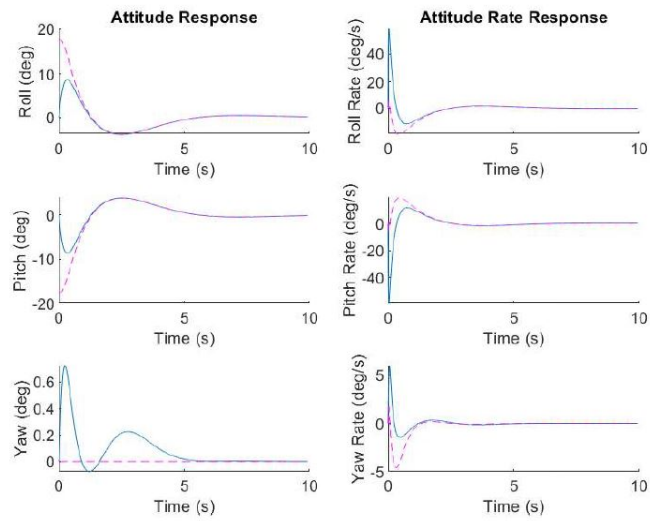 Attitude Response
20
10
0
Roll (deg)
0 5 10
Time (s)
Attitude Rate Response
40
20
0
Roll Rate (deg/s)
0 5 10
Time (s)
0
-10
-20
Pitch (deg)
0 5 10
Time (s)
0
-20
-40
Pitch Rate (deg/s)
0 5 10
Time (s)
0.6
0.4
0.2
0
Yaw (deg)
0 5 10
Time (s)
5
0
-5
Yaw Rate (deg/s)
0 5 10
Time (s)